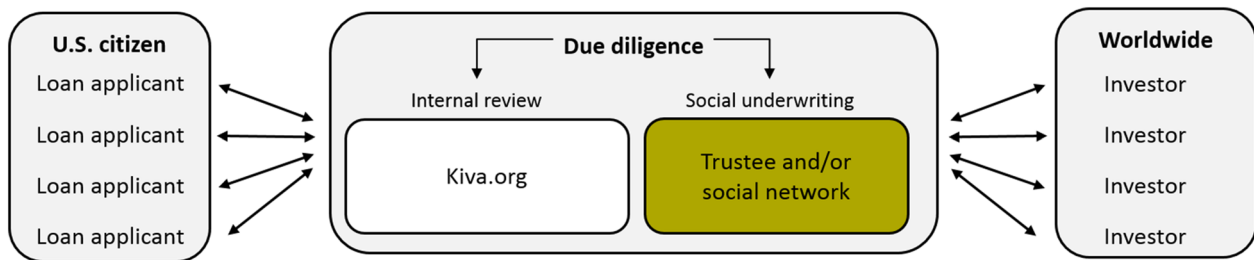 U.S. citizen
Loan applicant
Loan applicant
Loan applicant
Loan applicant
Due diligence
Internal review
Kiva.org
Social underwriting
Trustee and/or
social network
Worldwide
Investor
Investor
Investor
Investor